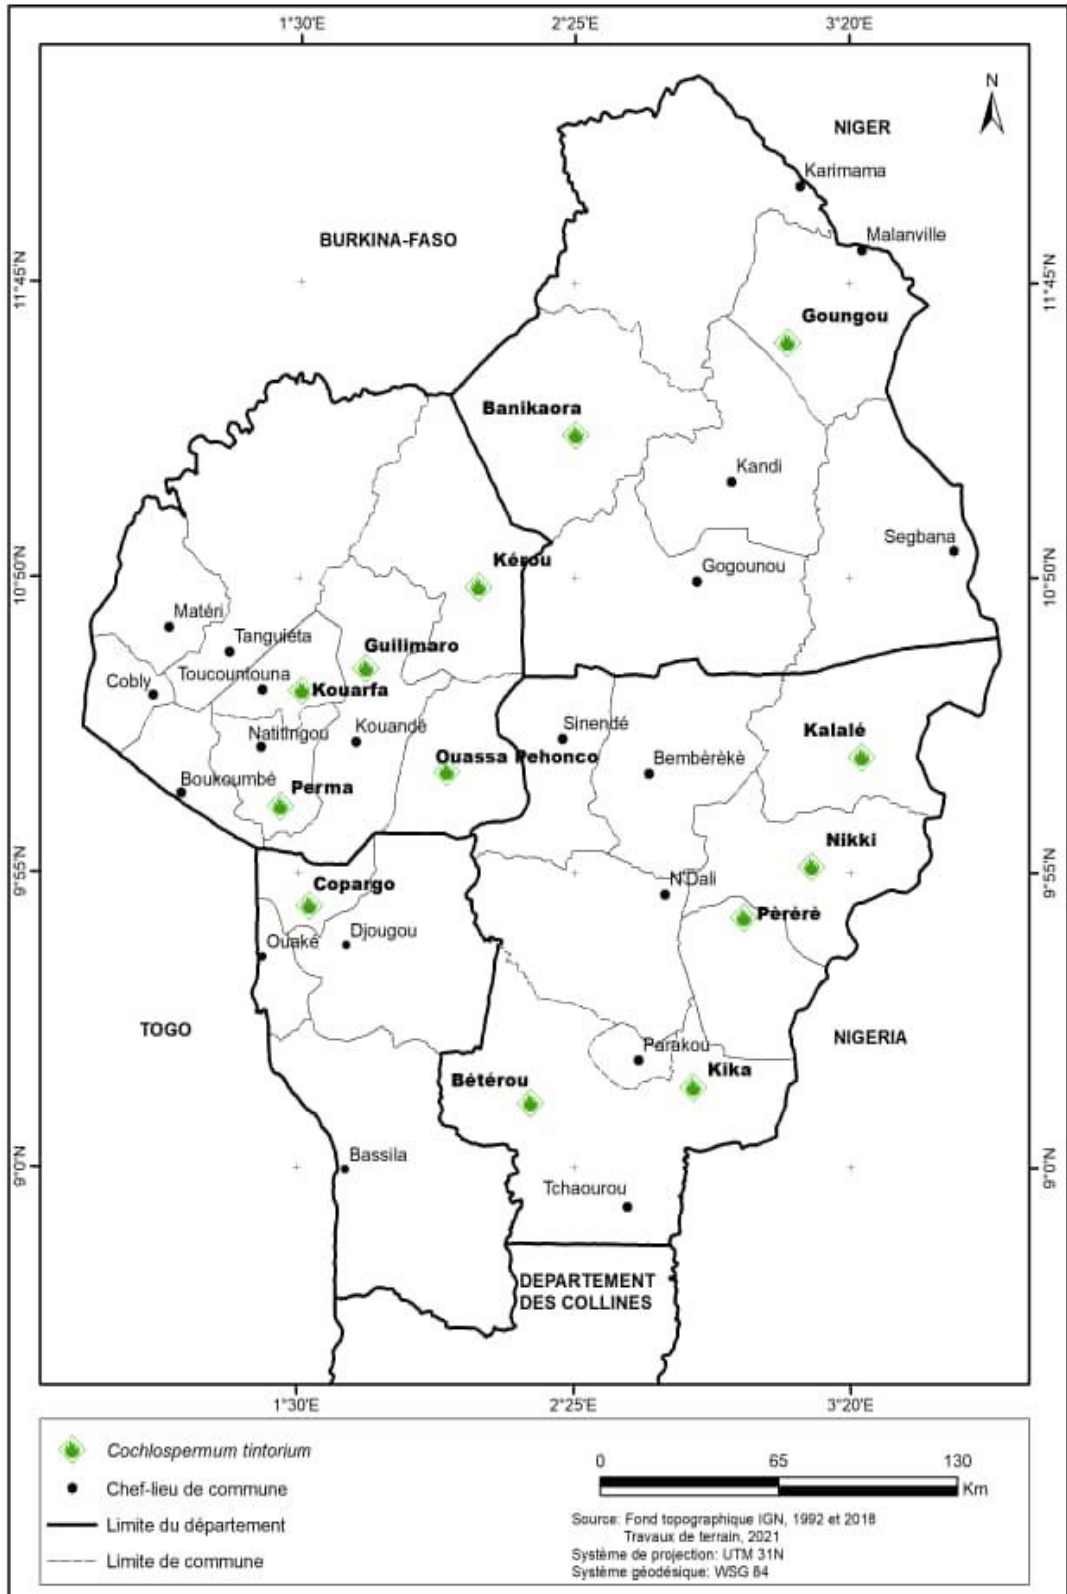 1°30'E
2°25'E
3°20'E
N
NIGER
Karimama
BURKINA-FASO
Malanville
11°45'N
11°45'N
Goungou
Banikaora
Kandi
Segbana
Kérou
Gogounou
10°50'N
10°50'N
Matéri
Tanguiéta
Guilimaro
Toucountouna
Cobly
Kouarfa
Natitingou
Kouandé
Sinendé
Kalalé
Ouassa Pehonco
Bembèrèkè
Boukoumbé
Perma
Nikki
9°55'N
9°55'N
Copargo
N'Dali
Pèrérè
Djougou
Ouaké
TOGO
NIGERIA
Parakou
Kika
Bétérou
Bassila
9°0'N
9°0'N
Tchaourou
DEPARTEMENT
DES COLLINES
1°30'E
2°25'E
3°20'E
Cochlospermum tintorium
Chef-lieu de commune
Limite du département
Limite de commune
0 65 130
Km
Source: Fond topographique IGN, 1992 et 2018
Travaux de terrain, 2021
Système de projection: UTM 31N
Système géodésique: WSG 84